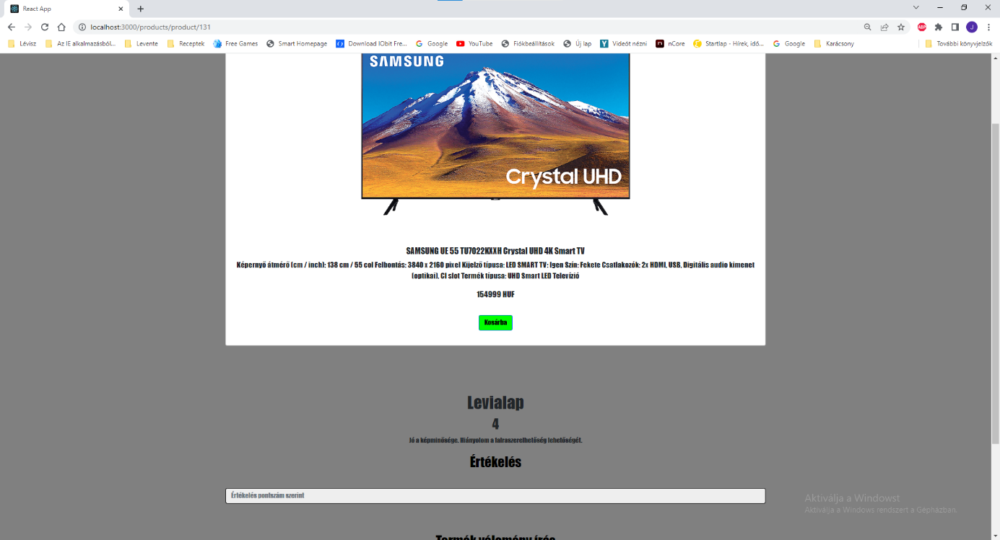 React App
localhost:3000/products/product/131
ABP
J
Lévisz
Az IE alkalmazásból...
Levente
Receptek
Free Games
Smart Homepage
Download IObit Fre...
Google
YouTube
Fiókbeállítások
Új lap
Videót nézni
nCore
Startlap - Hírek, idő...
Google
Karácsony
További könyvjelzők
SAMSUNG
Crystal UHD
SAMSUNG UE 55 TU7022KXXH Crystal UHD 4K Smart TV
Képernyő átmérő (cm / inch): 138 cm / 55 col Felbontás: 3840 x 2160 pixel Kijelző típusa: LED SMART TV: Igen Szín: Fekete Csatlakozók: 2x HDMI, USB, Digitális audio kimenet
(optikai), CI slot Termék típusa: UHD Smart LED Televízió
154999 HUF
Kosárba
Levialap
4
Jó a képminősége. Hiányolom a falraszerelhetőség lehetőségét.
Értékelés
Értékelés pontszám szerint
Aktiválja a Windowst
Aktiválja a Windows rendszert a Gépházban.
Termék vélemény írás